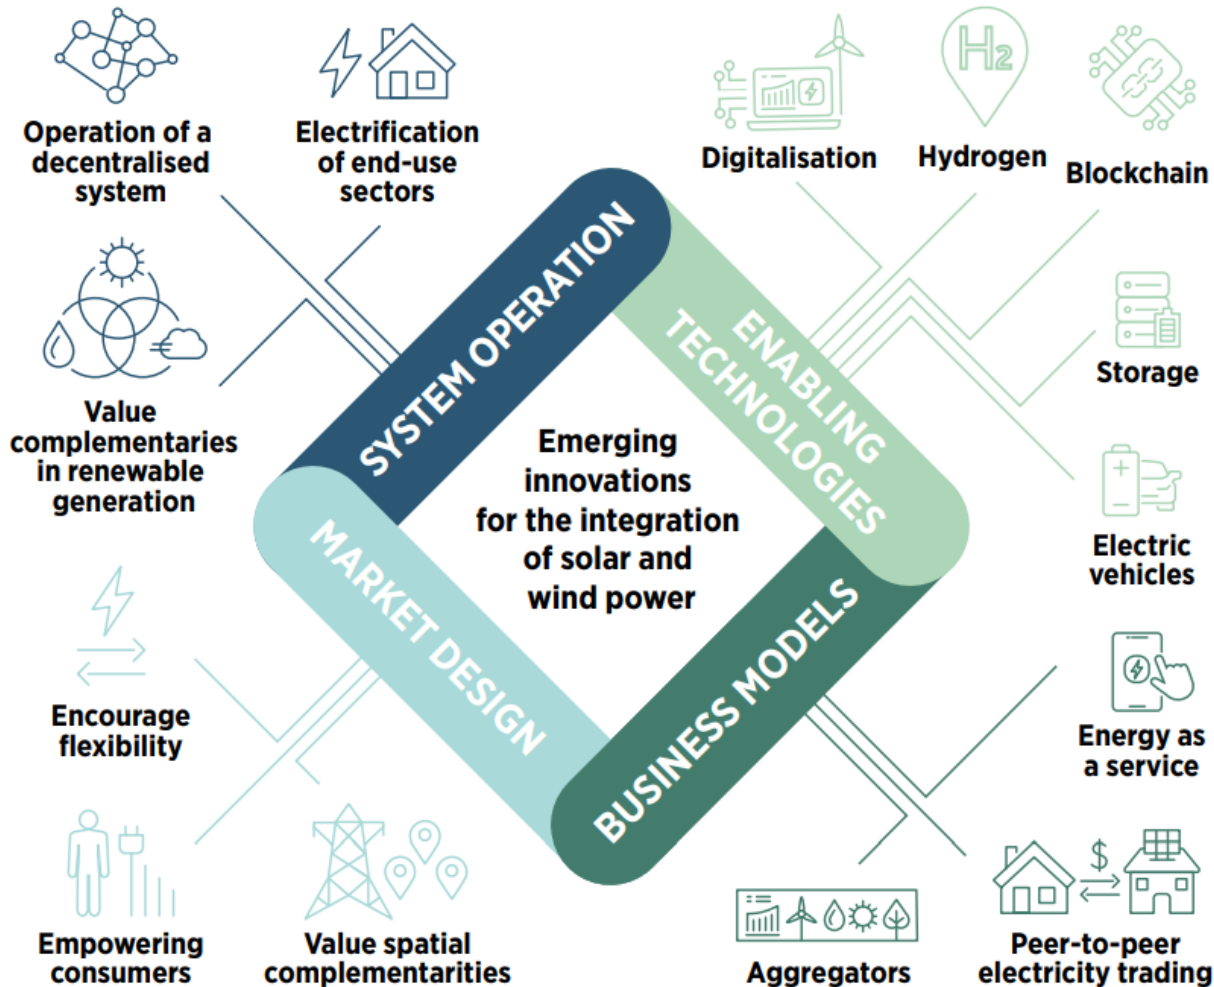 Operation of a
decentralised
system
Electrification
of end-use
sectors
Digitalisation
H2
Hydrogen
Blockchain
Value
complementaries
in renewable
generation
SYSTEM OPERATION
ENABLING
TECHNOLOGIES
Storage
Emerging
innovations
for the integration
of solar and
wind power
Electric
vehicles
MARKET DESIGN
BUSINESS MODELS
Encourage
flexibility
Energy as
a service
Empowering
consumers
Value spatial
complementarities
Aggregators
$
Peer-to-peer
electricity trading